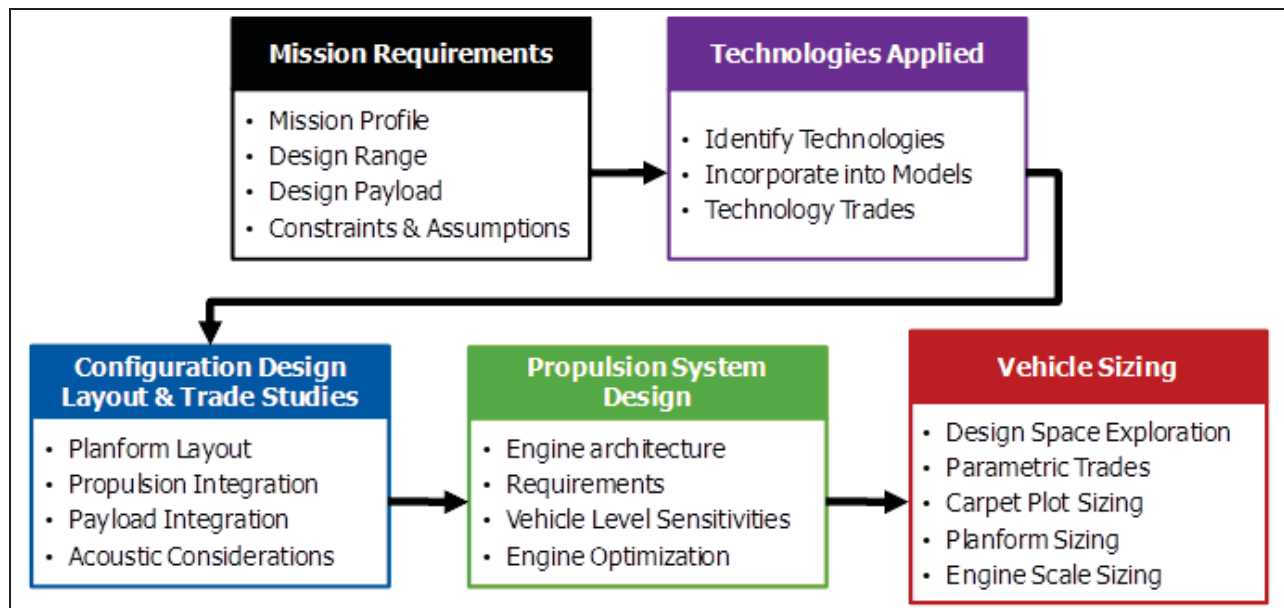 Mission Requirements
• Mission Profile
• Design Range
• Design Payload
• Constraints & Assumptions
Technologies Applied
• Identify Technologies
• Incorporate into Models
• Technology Trades
Configuration Design
Layout & Trade Studies
• Planform Layout
• Propulsion Integration
• Payload Integration
• Acoustic Considerations
Propulsion System
Design
• Engine architecture
• Requirements
• Vehicle Level Sensitivities
• Engine Optimization
Vehicle Sizing
• Design Space Exploration
• Parametric Trades
• Carpet Plot Sizing
• Planform Sizing
• Engine Scale Sizing